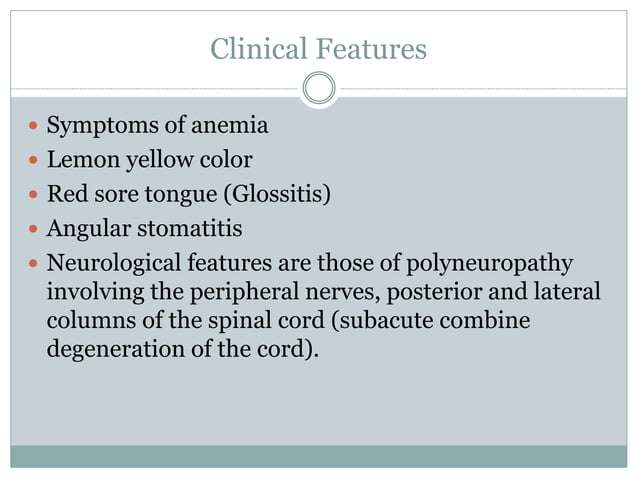 Clinical Features
• Symptoms of anemia
• Lemon yellow color
• Red sore tongue (Glossitis)
• Angular stomatitis
• Neurological features are those of polyneuropathy
involving the peripheral nerves, posterior and lateral
columns of the spinal cord (subacute combine
degeneration of the cord).